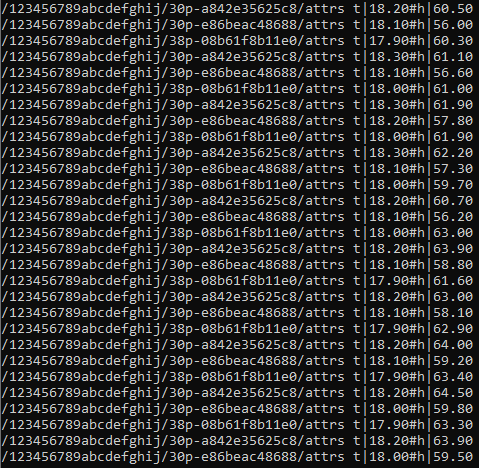 /123456789abcdefghij/30p-a842e35625c8/attrs t|18.20#h|60.50
/123456789abcdefghij/30p-e86beac48688/attrs t|18.10#h|56.00
/123456789abcdefghij/38p-08b61f8b11e0/attrs t|17.90#h|60.30
/123456789abcdefghij/30p-a842e35625c8/attrs t|18.30#h|61.10
/123456789abcdefghij/30p-e86beac48688/attrs t|18.10#h|56.60
/123456789abcdefghij/38p-08b61f8b11e0/attrs t|18.00#h|61.00
/123456789abcdefghij/30p-a842e35625c8/attrs t|18.30#h|61.90
/123456789abcdefghij/30p-e86beac48688/attrs t|18.20#h|57.80
/123456789abcdefghij/38p-08b61f8b11e0/attrs t|18.00#h|61.90
/123456789abcdefghij/30p-a842e35625c8/attrs t|18.30#h|62.20
/123456789abcdefghij/30p-e86beac48688/attrs t|18.10#h|57.30
/123456789abcdefghij/38p-08b61f8b11e0/attrs t|18.00#h|59.70
/123456789abcdefghij/30p-a842e35625c8/attrs t|18.20#h|60.70
/123456789abcdefghij/30p-e86beac48688/attrs t|18.10#h|56.20
/123456789abcdefghij/38p-08b61f8b11e0/attrs t|18.00#h|63.00
/123456789abcdefghij/30p-a842e35625c8/attrs t|18.20#h|63.90
/123456789abcdefghij/30p-e86beac48688/attrs t|18.10#h|58.80
/123456789abcdefghij/38p-08b61f8b11e0/attrs t|17.90#h|61.60
/123456789abcdefghij/30p-a842e35625c8/attrs t|18.20#h|63.00
/123456789abcdefghij/30p-e86beac48688/attrs t|18.10#h|58.10
/123456789abcdefghij/38p-08b61f8b11e0/attrs t|17.90#h|62.90
/123456789abcdefghij/30p-a842e35625c8/attrs t|18.20#h|64.00
/123456789abcdefghij/30p-e86beac48688/attrs t|18.10#h|59.20
/123456789abcdefghij/38p-08b61f8b11e0/attrs t|17.90#h|63.40
/123456789abcdefghij/30p-a842e35625c8/attrs t|18.20#h|64.50
/123456789abcdefghij/30p-e86beac48688/attrs t|18.00#h|59.80
/123456789abcdefghij/38p-08b61f8b11e0/attrs t|17.90#h|63.30
/123456789abcdefghij/30p-a842e35625c8/attrs t|18.20#h|63.90
/123456789abcdefghij/30p-e86beac48688/attrs t|18.00#h|59.50